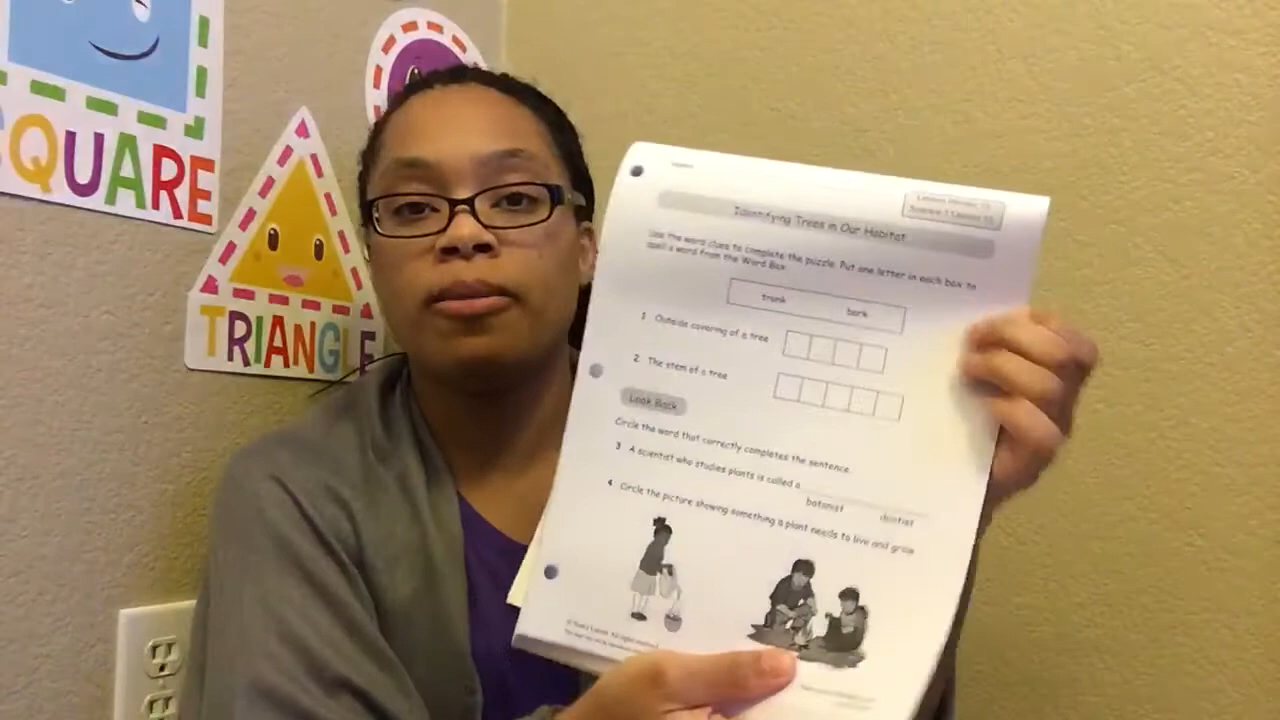 SQUARE
TRIANGLE
Identifying Trees in Our Habitat
Use the word clues to complete the puzzle. Put one letter in each box to
spell a word from the Word Box.
trunk bark
1 Outside covering of a tree
2 The stem of a tree
Look Back
Circle the word that correctly completes the sentence.
3 A scientist who studies plants is called a
botanist dentist
4 Circle the picture showing something a plant needs to live and grow